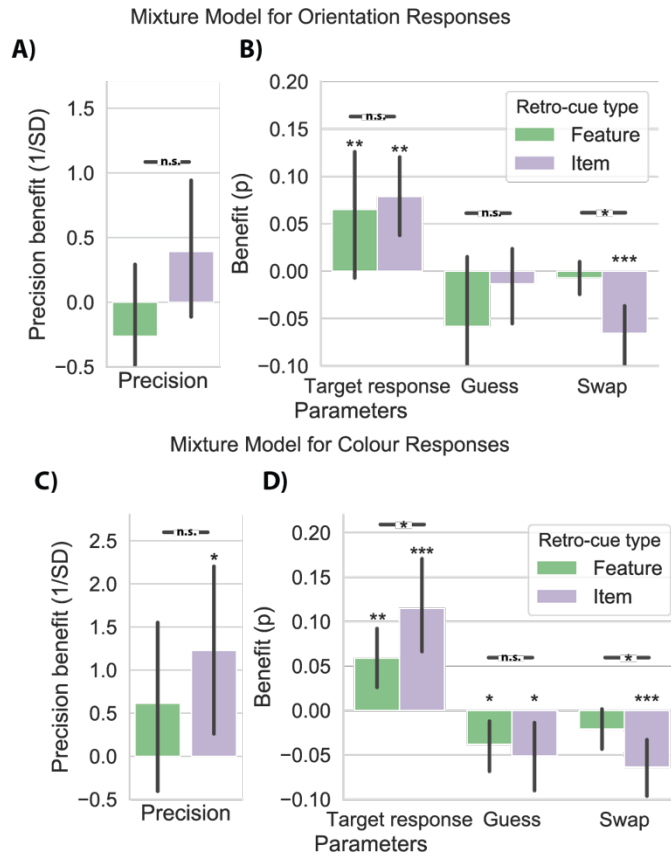 Mixture Model for Orientation Responses
A)
B)
Precision benefit (1/SD)
1.5
1.0
0.5
0.0
−0.5
n.s.
Precision
Benefit (p)
0.20
0.15
0.10
0.05
0.00
−0.05
−0.10
Retro-cue type
Feature
Item
n.s.
**
**
n.s.
*
***
Target response
Guess
Swap
Parameters
Mixture Model for Colour Responses
C)
D)
Precision benefit (1/SD)
2.5
2.0
1.5
1.0
0.5
0.0
−0.5
n.s.
*
Precision
Benefit (p)
0.20
0.15
0.10
0.05
0.00
−0.05
−0.10
Retro-cue type
Feature
Item
*
***
**
n.s.
*
*
*
***
Target response
Guess
Swap
Parameters